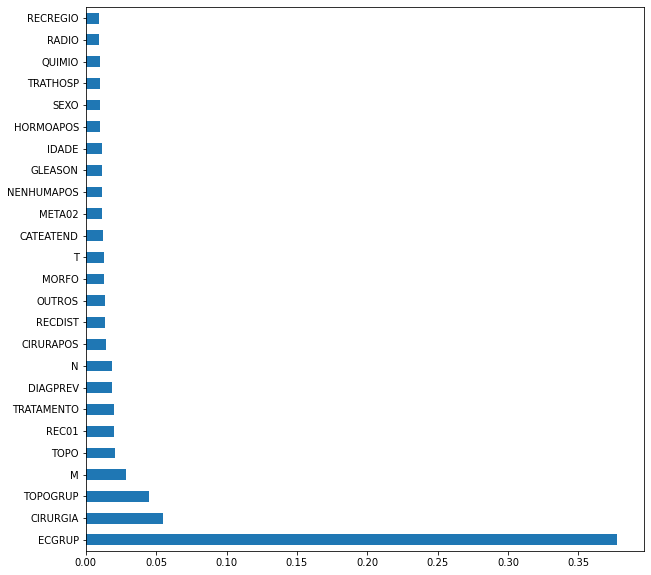 RECREGIO
RADIO
QUIMIO
TRATHOSP
SEXO
HORMOAPOS
IDADE
GLEASON
NENHUMAPOS
META02
CATEATEND
T
MORFO
OUTROS
RECDIST
CIRURAPOS
N
DIAGPREV
TRATAMENTO
REC01
TOPO
M
TOPOGRUP
CIRURGIA
ECGRUP
0.00 0.05 0.10 0.15 0.20 0.25 0.30 0.35